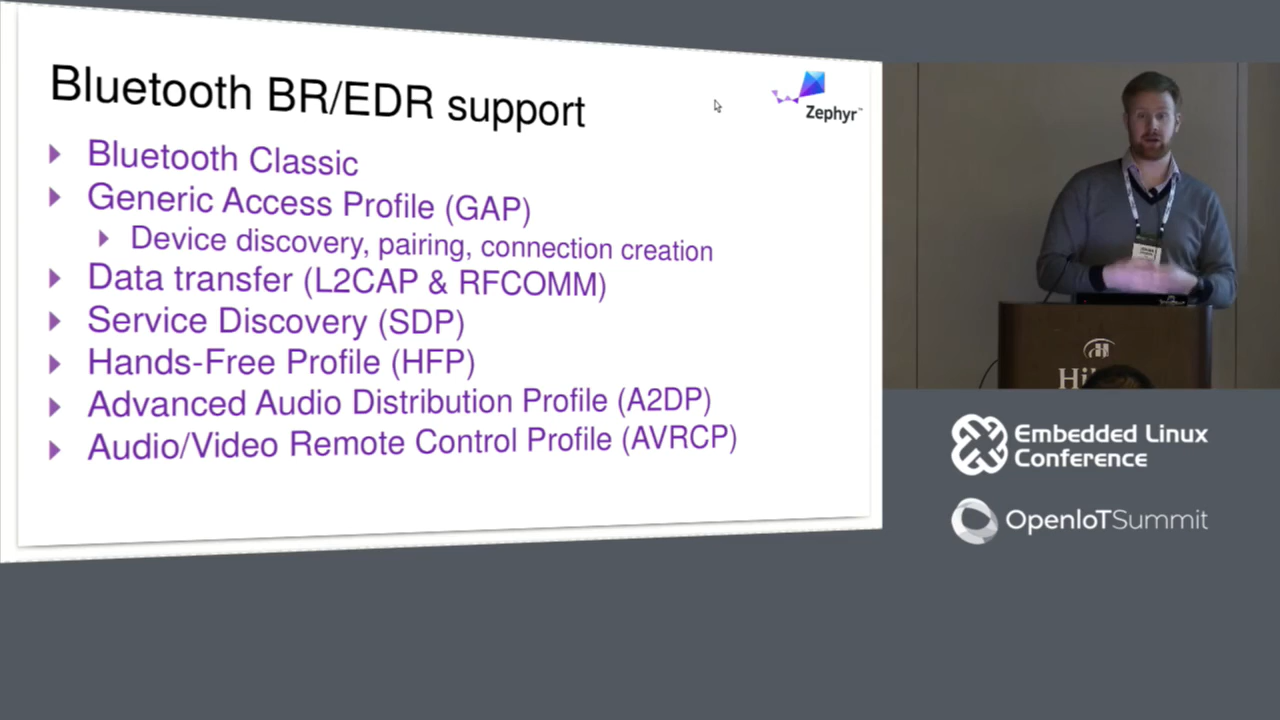 Bluetooth BR/EDR support
Zephyr™
Bluetooth Classic
Generic Access Profile (GAP)
Device discovery, pairing, connection creation
Data transfer (L2CAP & RFCOMM)
Service Discovery (SDP)
Hands-Free Profile (HFP)
Advanced Audio Distribution Profile (A2DP)
Audio/Video Remote Control Profile (AVRCP)
H
Embedded Linux
Conference
OpenIoTSummit